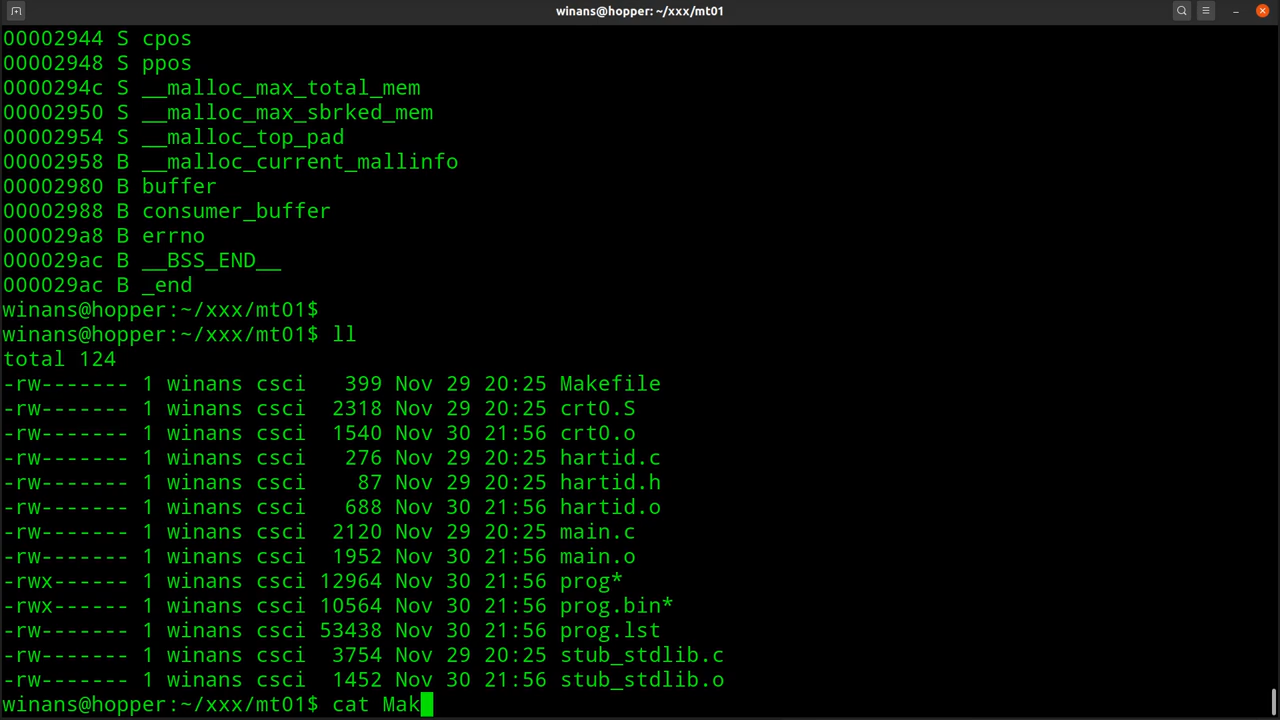 winans@hopper: ~/xxx/mt01
00002944 S cpos
00002948 S ppos
0000294c S __malloc_max_total_mem
00002950 S __malloc_max_sbrked_mem
00002954 S __malloc_top_pad
00002958 B __malloc_current_mallinfo
00002980 B buffer
00002988 B consumer_buffer
000029a8 B errno
000029ac B __BSS_END__
000029ac B _end
winans@hopper:~/xxx/mt01$
winans@hopper:~/xxx/mt01$ ll
total 124
-rw------- 1 winans csci   399 Nov 29 20:25 Makefile
-rw------- 1 winans csci  2318 Nov 29 20:25 crt0.S
-rw------- 1 winans csci  1540 Nov 30 21:56 crt0.o
-rw------- 1 winans csci   276 Nov 29 20:25 hartid.c
-rw------- 1 winans csci    87 Nov 29 20:25 hartid.h
-rw------- 1 winans csci   688 Nov 30 21:56 hartid.o
-rw------- 1 winans csci  2120 Nov 29 20:25 main.c
-rw------- 1 winans csci  1952 Nov 30 21:56 main.o
-rwx------ 1 winans csci 12964 Nov 30 21:56 prog*
-rwx------ 1 winans csci 10564 Nov 30 21:56 prog.bin*
-rw------- 1 winans csci 53438 Nov 30 21:56 prog.lst
-rw------- 1 winans csci  3754 Nov 29 20:25 stub_stdlib.c
-rw------- 1 winans csci  1452 Nov 30 21:56 stub_stdlib.o
winans@hopper:~/xxx/mt01$ cat Mak